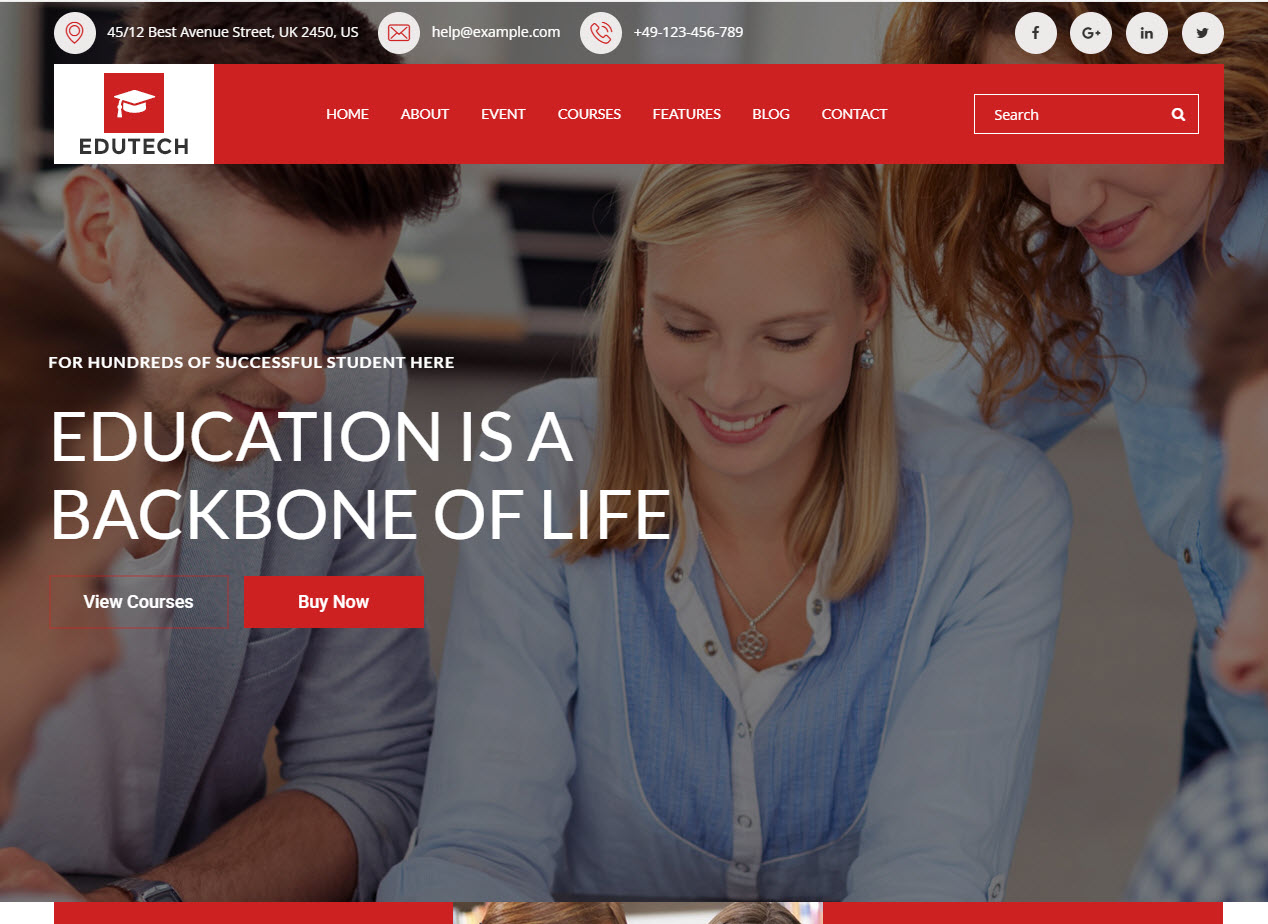 45/12 Best Avenue Street, UK 2450, US help@example.com +49-123-456-789
f G+ in
EDUTECH
HOME ABOUT EVENT COURSES FEATURES BLOG CONTACT Search
FOR HUNDREDS OF SUCCESSFUL STUDENT HERE
EDUCATION IS A
BACKBONE OF LIFE
View Courses Buy Now